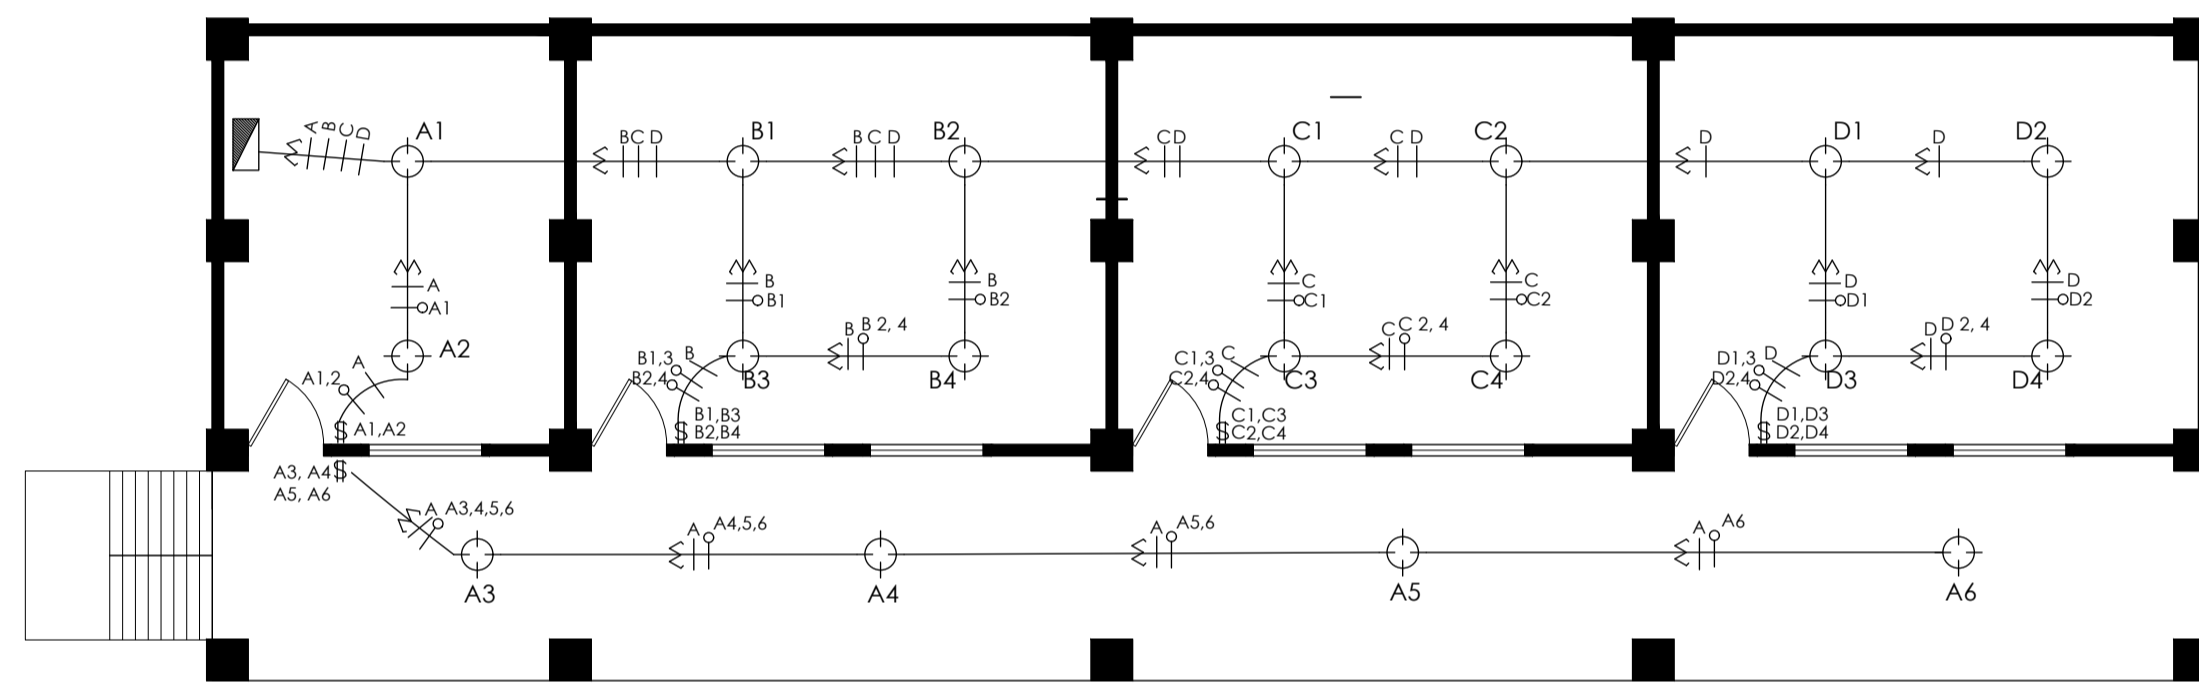 A B C D
A1
BC D
B1
B C D
B2
CD
C1
C D
C2
D
D1
D
D2
A
A1
B
B1
B
B2
C
C1
C
C2
D
D1
D
D2
A2
A
A1,2
A1,A2
B1,3 B
B2,4
B3
B B 2, 4
B4
B1,B3
B2,B4
C1,3 C
C2,4
C3
C C 2, 4
C4
C1,C3
C2,C4
D1,3 D
D2,4
D3
D D 2, 4
D4
D1,D3
D2,D4
S
S
S
S
A3, A4 S
A5, A6
A A3,4,5,6
A3
A A4,5,6
A4
A A5,6
A5
A A6
A6